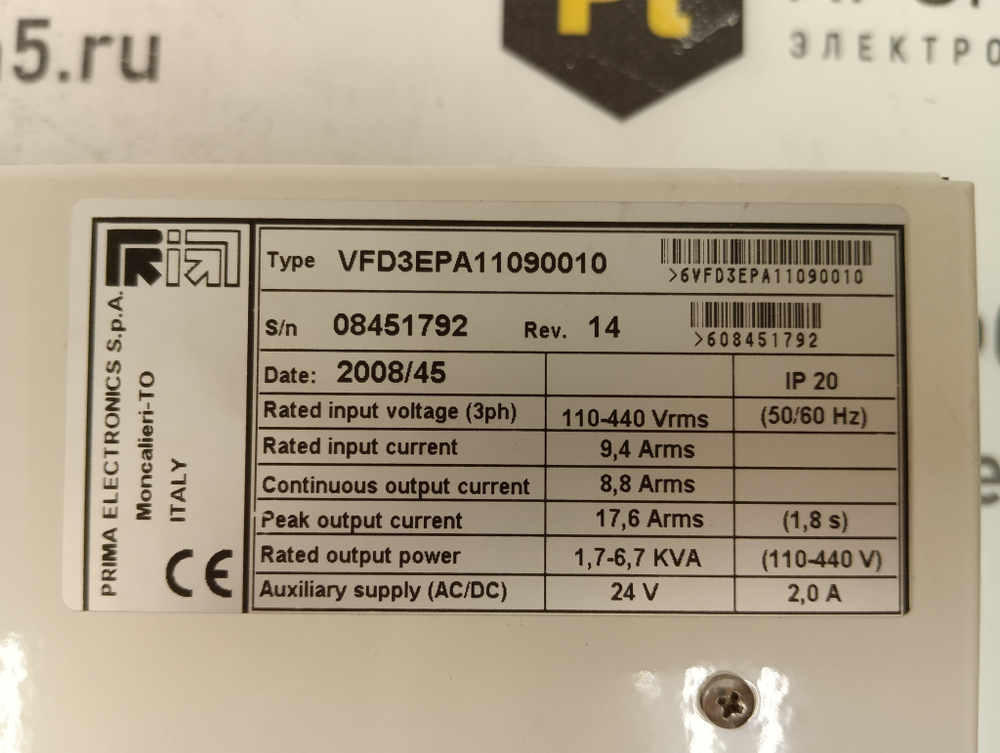 5.ru
Pt
ЭЛЕКТРО
PRIMA ELECTRONICS S.p.A.
Moncalieri-TO
ITALY
CE
Type VFD3EPA11090010
>6VFD3EPA11090010
S/n 08451792 Rev. 14
>608451792
Date: 2008/45 IP 20
Rated input voltage (3ph) 110-440 Vrms (50/60 Hz)
Rated input current 9,4 Arms
Continuous output current 8,8 Arms
Peak output current 17,6 Arms (1,8 s)
Rated output power 1,7-6,7 KVA (110-440 V)
Auxiliary supply (AC/DC) 24 V 2,0 A